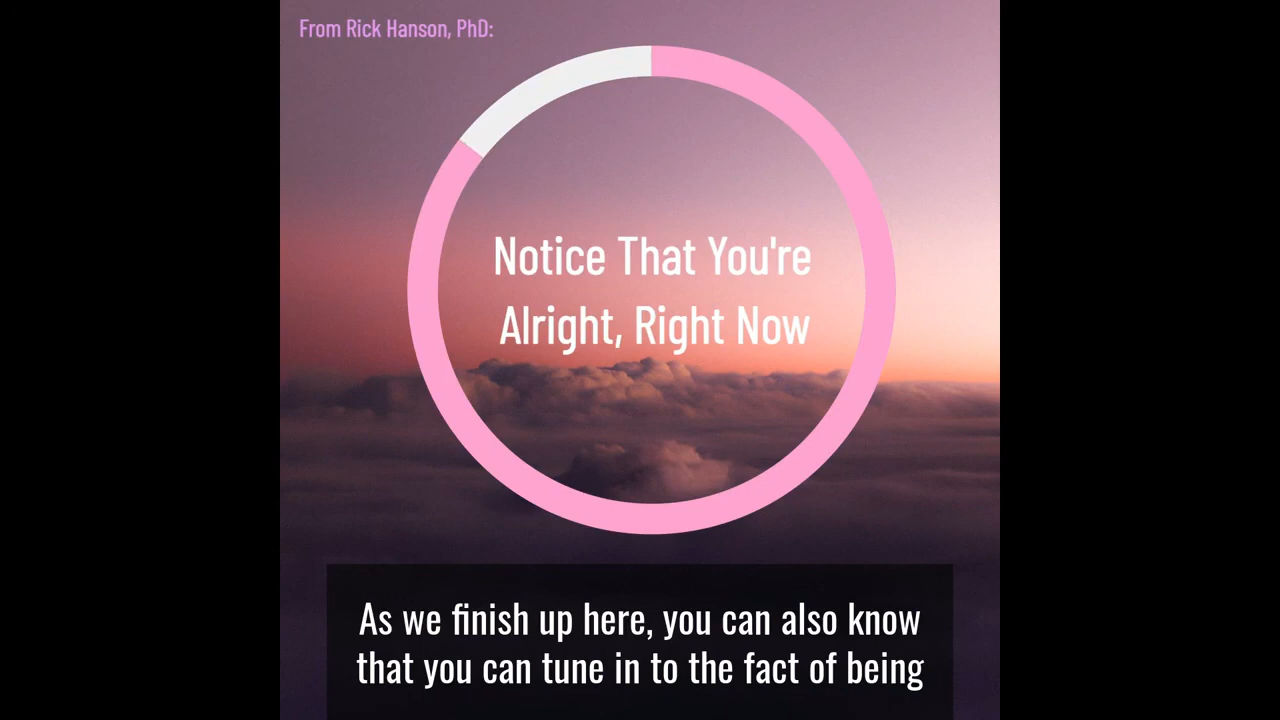 From Rick Hanson, PhD:
Notice That You're
Alright, Right Now
As we finish up here, you can also know
that you can tune in to the fact of being